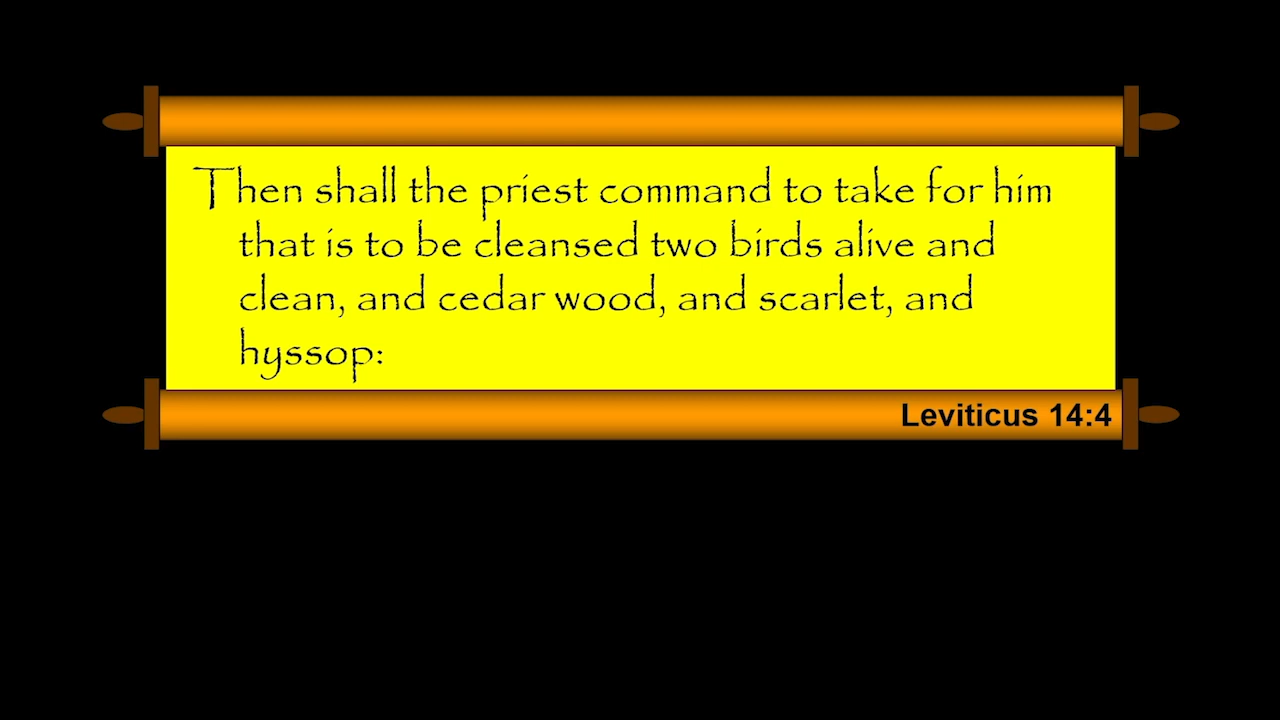 Then shall the priest command to take for him
that is to be cleansed two birds alive and
clean, and cedar wood, and scarlet, and
hyssop:
Leviticus 14:4